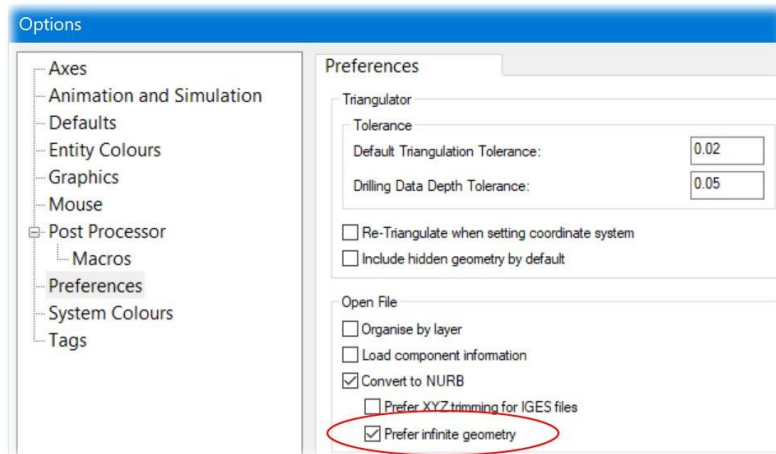 Options
Axes
Animation and Simulation
Defaults
Entity Colours
Graphics
Mouse
Post Processor
Macros
Preferences
System Colours
Tags
Preferences
Triangulator
Tolerance
Default Triangulation Tolerance: 0.02
Drilling Data Depth Tolerance: 0.05
Re-Triangulate when setting coordinate system
Include hidden geometry by default
Open File
Organise by layer
Load component information
Convert to NURB
Prefer XYZ trimming for IGES files
Prefer infinite geometry